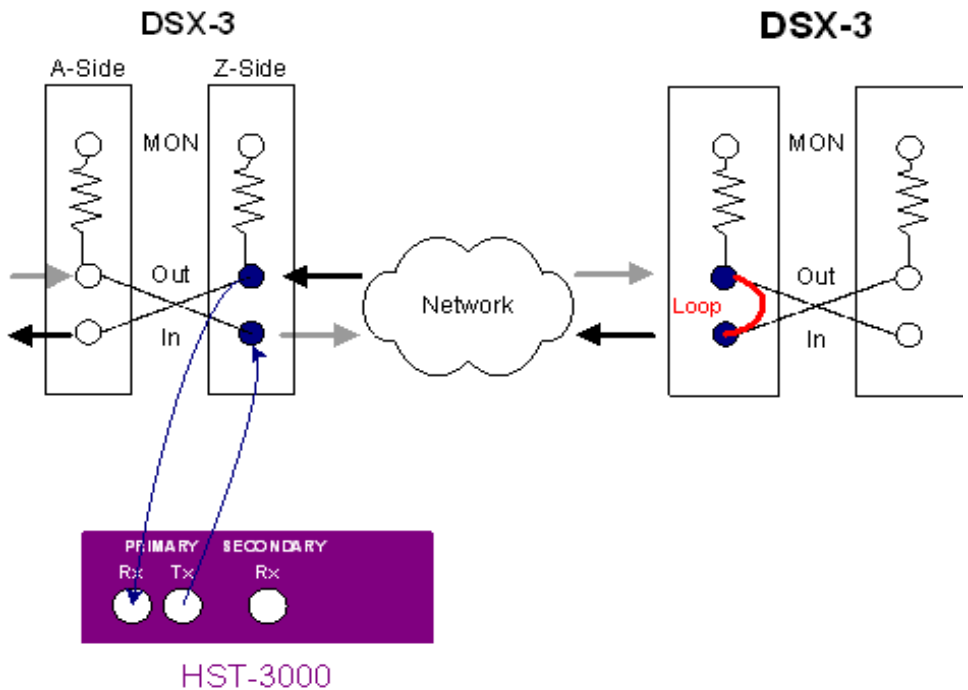 DSX-3
DSX-3
A-Side
Z-Side
MON
MON
Out
In
Network
Loop
Out
In
PRIMARY SECONDARY
Rx Tx Rx
HST-3000